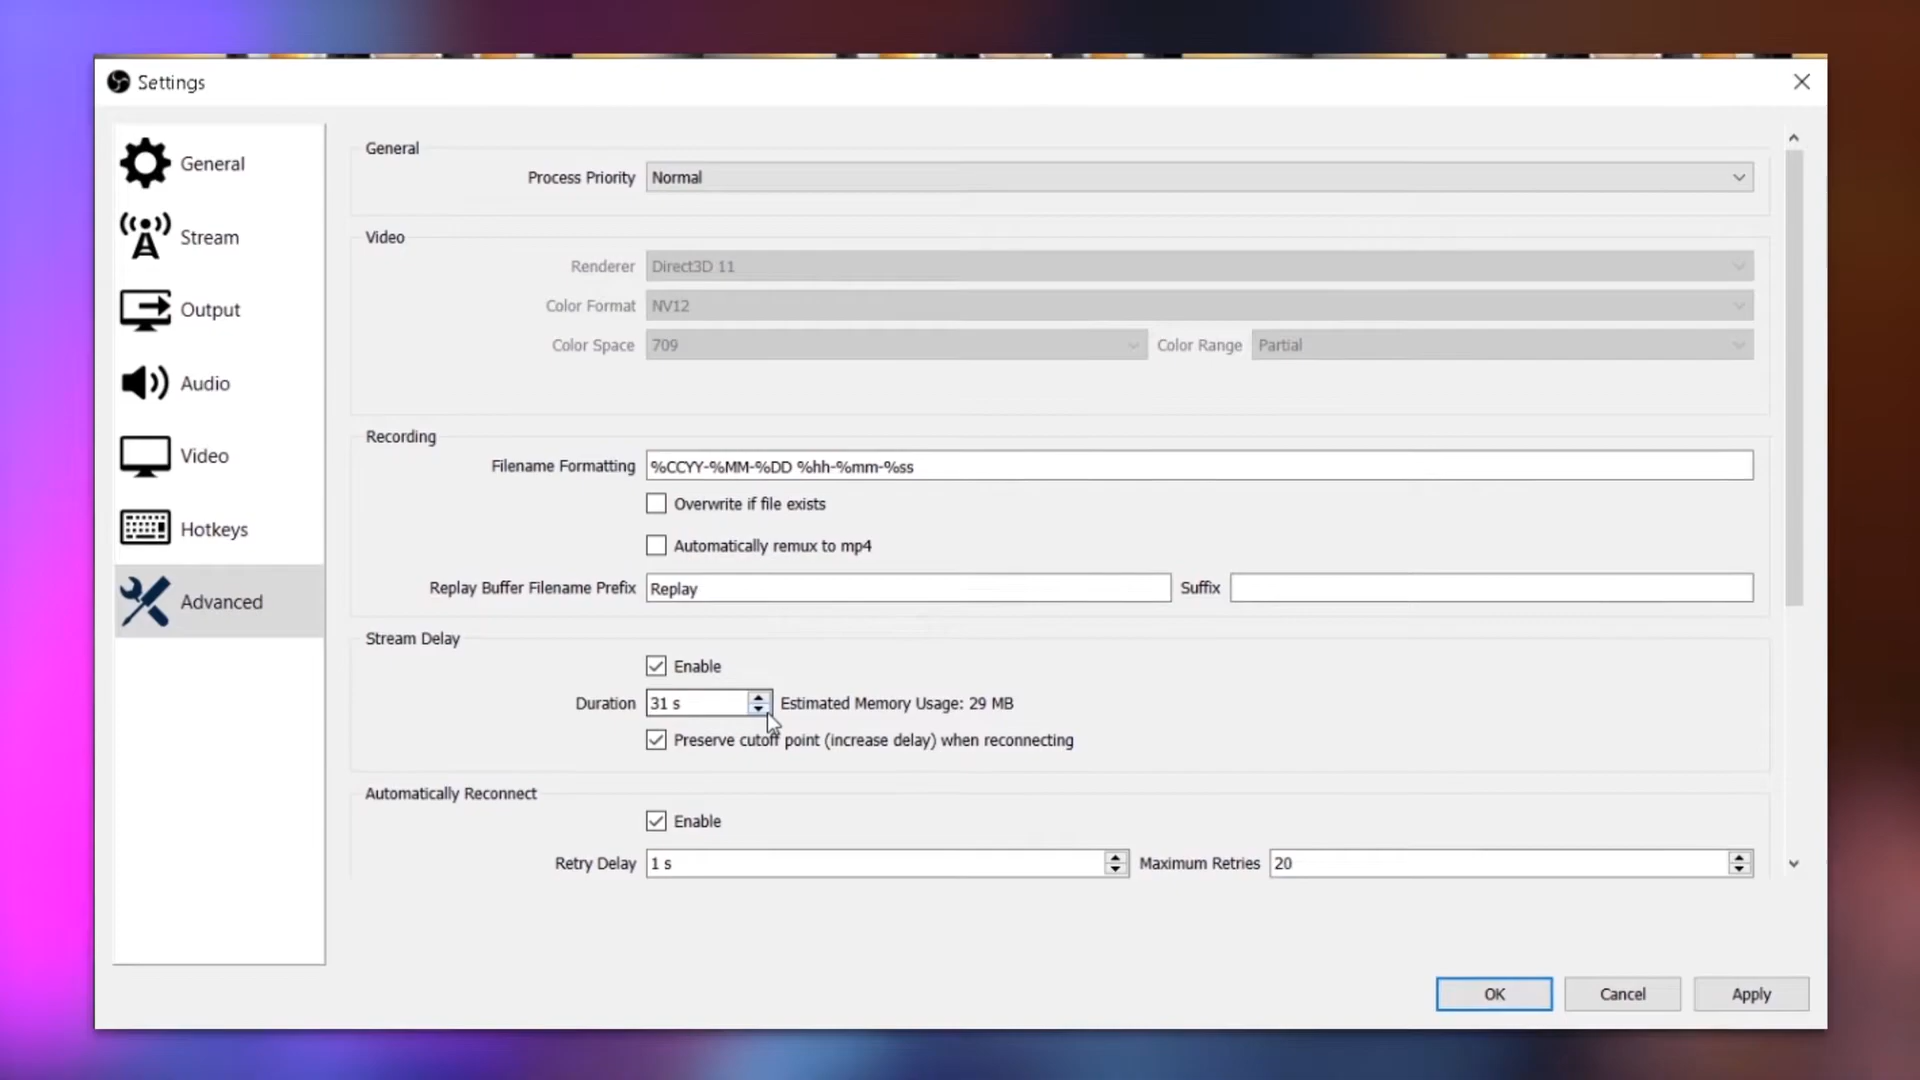 Settings
General
Stream
Output
Audio
Video
Hotkeys
Advanced
General
Process Priority Normal
Video
Renderer Direct3D 11
Color Format NV12
Color Space 709 Color Range Partial
Recording
Filename Formatting %CCYY-%MM-%DD %hh-%mm-%ss
Overwrite if file exists
Automatically remux to mp4
Replay Buffer Filename Prefix Replay Suffix
Stream Delay
Enable
Duration 31 s Estimated Memory Usage: 29 MB
Preserve cutoff point (increase delay) when reconnecting
Automatically Reconnect
Enable
Retry Delay 1 s Maximum Retries 20
OK Cancel Apply